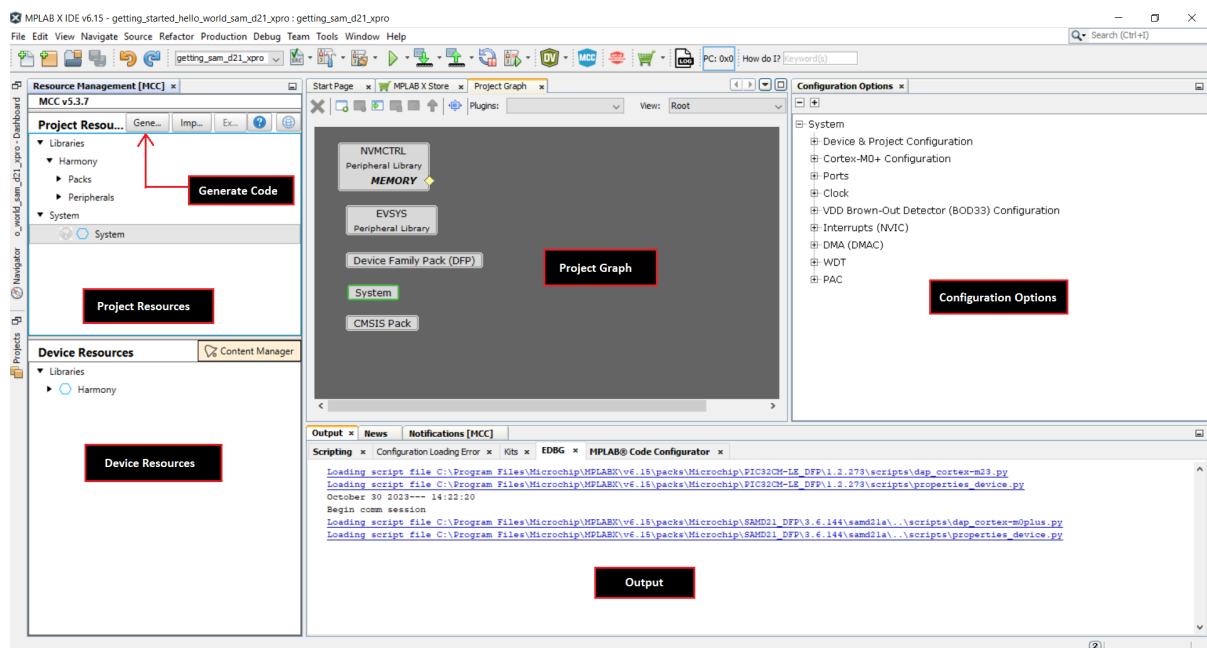 MPLAB X IDE v6.15 - getting_started_hello_world_sam_d21_xpro : getting_sam_d21_xpro
File Edit View Navigate Source Refactor Production Debug Team Tools Window Help
Search (Ctrl+I)
getting_sam_d21_xpro
DV
MCC
LOG
PC: 0x0
How do I?
Keyword(s)
Resource Management [MCC] ×
MCC v5.3.7
Project Resou...
Gene...
Imp...
Ex...
?
Libraries
Harmony
Packs
Peripherals
System
System
Generate Code
Project Resources
Device Resources
Content Manager
Libraries
Harmony
Device Resources
o_world_sam_d21_xpro - Dashboard
Navigator
Projects
Start Page ×
MPLAB X Store ×
Project Graph ×
Plugins:
View: Root
NVMCTRL
Peripheral Library
MEMORY
EVSYS
Peripheral Library
Device Family Pack (DFP)
System
CMSIS Pack
Project Graph
Configuration Options ×
System
Device & Project Configuration
Cortex-M0+ Configuration
Ports
Clock
VDD Brown-Out Detector (BOD33) Configuration
Interrupts (NVIC)
DMA (DMAC)
WDT
PAC
Configuration Options
Output ×
News
Notifications [MCC]
Scripting ×
Configuration Loading Error ×
Kits ×
EDBG ×
MPLAB® Code Configurator ×
Loading script file C:\Program Files\Microchip\MPLABX\v6.15\packs\Microchip\PIC32CM-LE_DFP\1.2.273\scripts\dap_cortex-m23.py
Loading script file C:\Program Files\Microchip\MPLABX\v6.15\packs\Microchip\PIC32CM-LE_DFP\1.2.273\scripts\properties_device.py
October 30 2023--- 14:22:20
Begin comm session
Loading script file C:\Program Files\Microchip\MPLABX\v6.15\packs\Microchip\SAMD21_DFP\3.6.144\samd21a\..\scripts\dap_cortex-m0plus.py
Loading script file C:\Program Files\Microchip\MPLABX\v6.15\packs\Microchip\SAMD21_DFP\3.6.144\samd21a\..\scripts\properties_device.py
Output
2